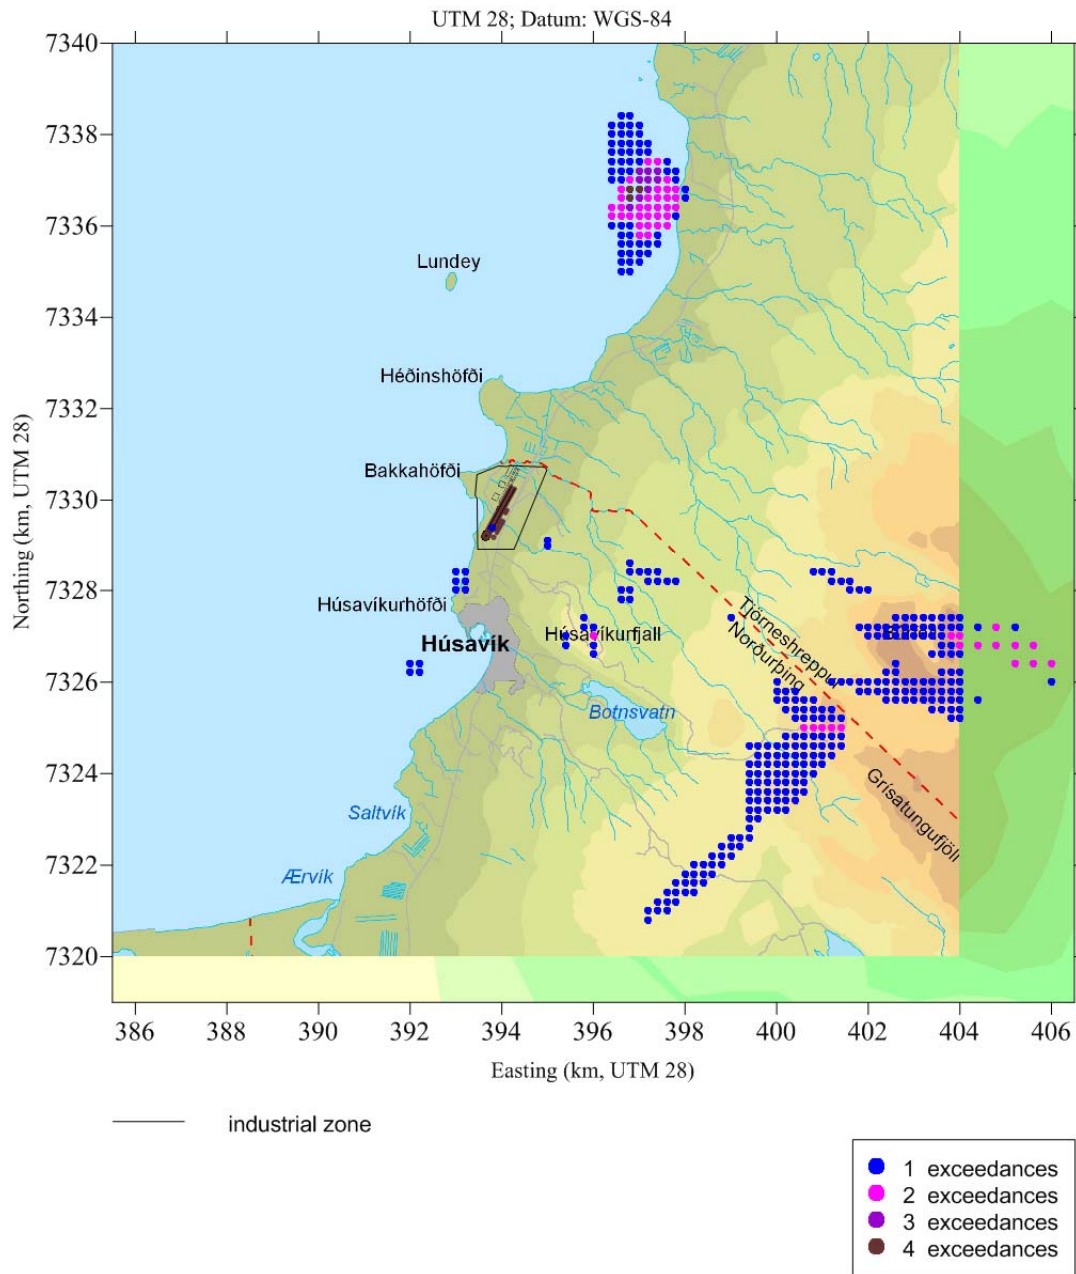 UTM 28; Datum: WGS-84
7340
7338
7336
7334
7332
7330
7328
7326
7324
7322
7320
Northing (km, UTM 28)
Lundey
Héðinshöfði
Bakkahöfði
Húsavíkurhöfði
Húsavík
Húsavíkurfjall
Tjörneshreppur
Norðurþing
Botnsvatn
Grísatungufjöll
Saltvík
Ærvík
386 388 390 392 394 396 398 400 402 404 406
Easting (km, UTM 28)
industrial zone
1 exceedances
2 exceedances
3 exceedances
4 exceedances